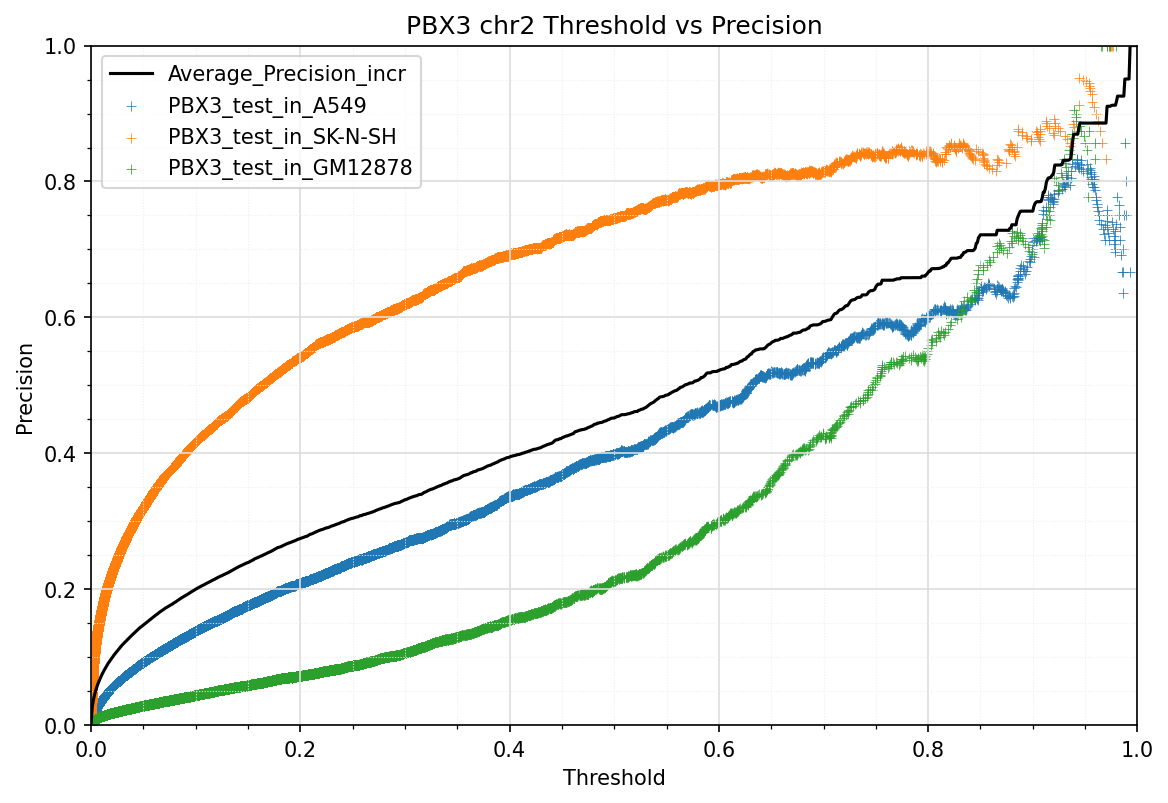 PBX3 chr2 Threshold vs Precision
Average_Precision_incr
PBX3_test_in_A549
PBX3_test_in_SK-N-SH
PBX3_test_in_GM12878
1.0
0.8
0.6
0.4
0.2
0.0
Precision
0.0 0.2 0.4 0.6 0.8 1.0
Threshold